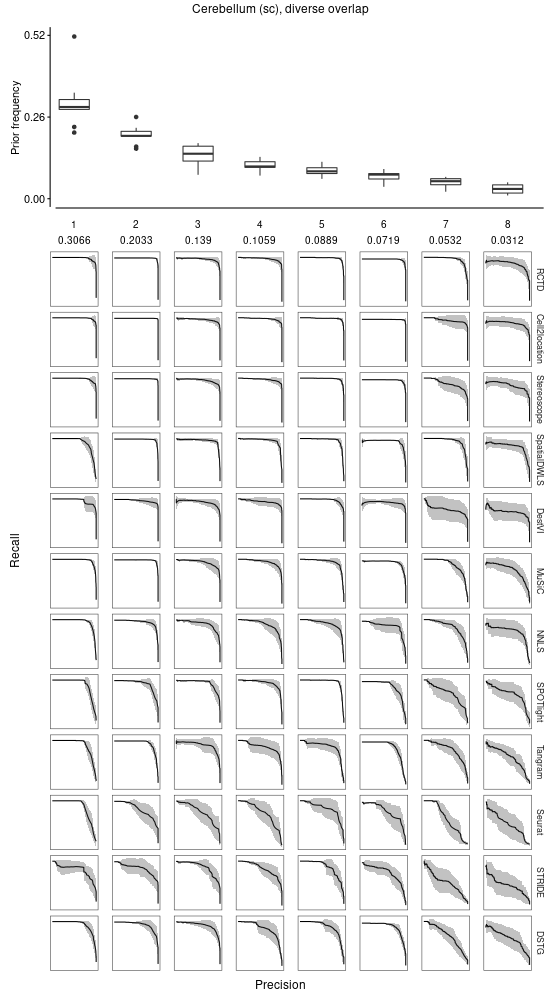 Cerebellum (sc), diverse overlap
0.52
0.26
0.00
Prior frequency
1 2 3 4 5 6 7 8
0.3066 0.2033 0.139 0.1059 0.0889 0.0719 0.0532 0.0312
RCTD
Cell2location
Stereoscope
SpatialDWLS
DestVI
MuSiC
NNLS
SPOTlight
Tangram
Seurat
STRIDE
DSTG
Recall
Precision